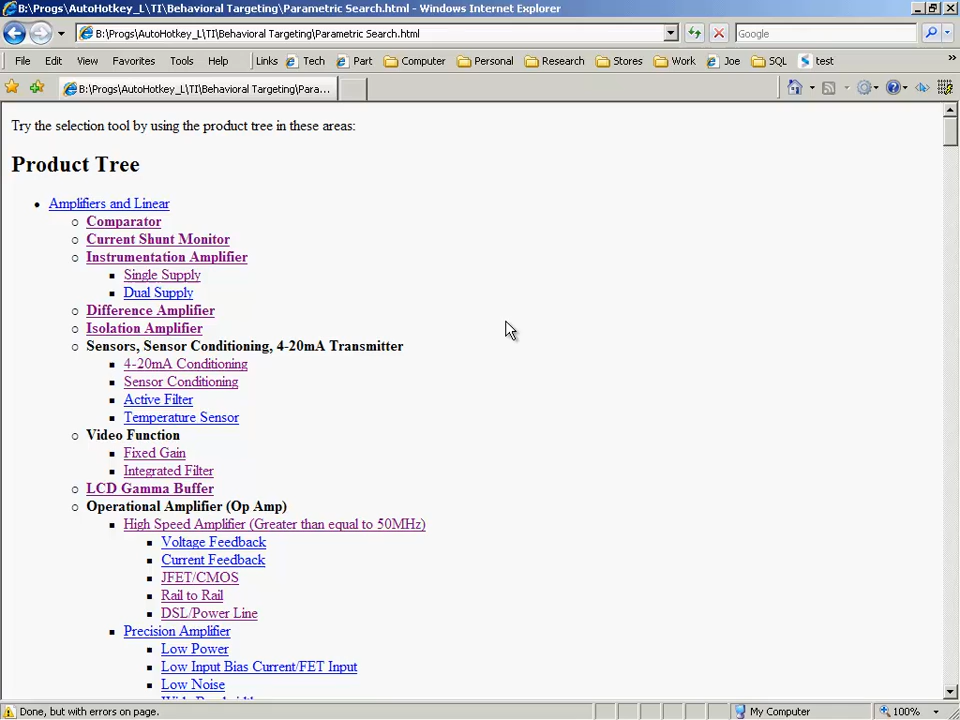 B:\Progs\AutoHotkey_L\TI\Behavioral Targeting\Parametric Search.html - Windows Internet Explorer
B:\Progs\AutoHotkey_L\TI\Behavioral Targeting\Parametric Search.html
Google
File Edit View Favorites Tools Help Links Tech Part Computer Personal Research Stores Work Joe SQL test
B:\Progs\AutoHotkey_L\TI\Behavioral Targeting\Para...
Try the selection tool by using the product tree in these areas:
Product Tree
Amplifiers and Linear
Comparator
Current Shunt Monitor
Instrumentation Amplifier
Single Supply
Dual Supply
Difference Amplifier
Isolation Amplifier
Sensors, Sensor Conditioning, 4-20mA Transmitter
4-20mA Conditioning
Sensor Conditioning
Active Filter
Temperature Sensor
Video Function
Fixed Gain
Integrated Filter
LCD Gamma Buffer
Operational Amplifier (Op Amp)
High Speed Amplifier (Greater than equal to 50MHz)
Voltage Feedback
Current Feedback
JFET/CMOS
Rail to Rail
DSL/Power Line
Precision Amplifier
Low Power
Low Input Bias Current/FET Input
Low Noise
Done, but with errors on page.
My Computer
100%